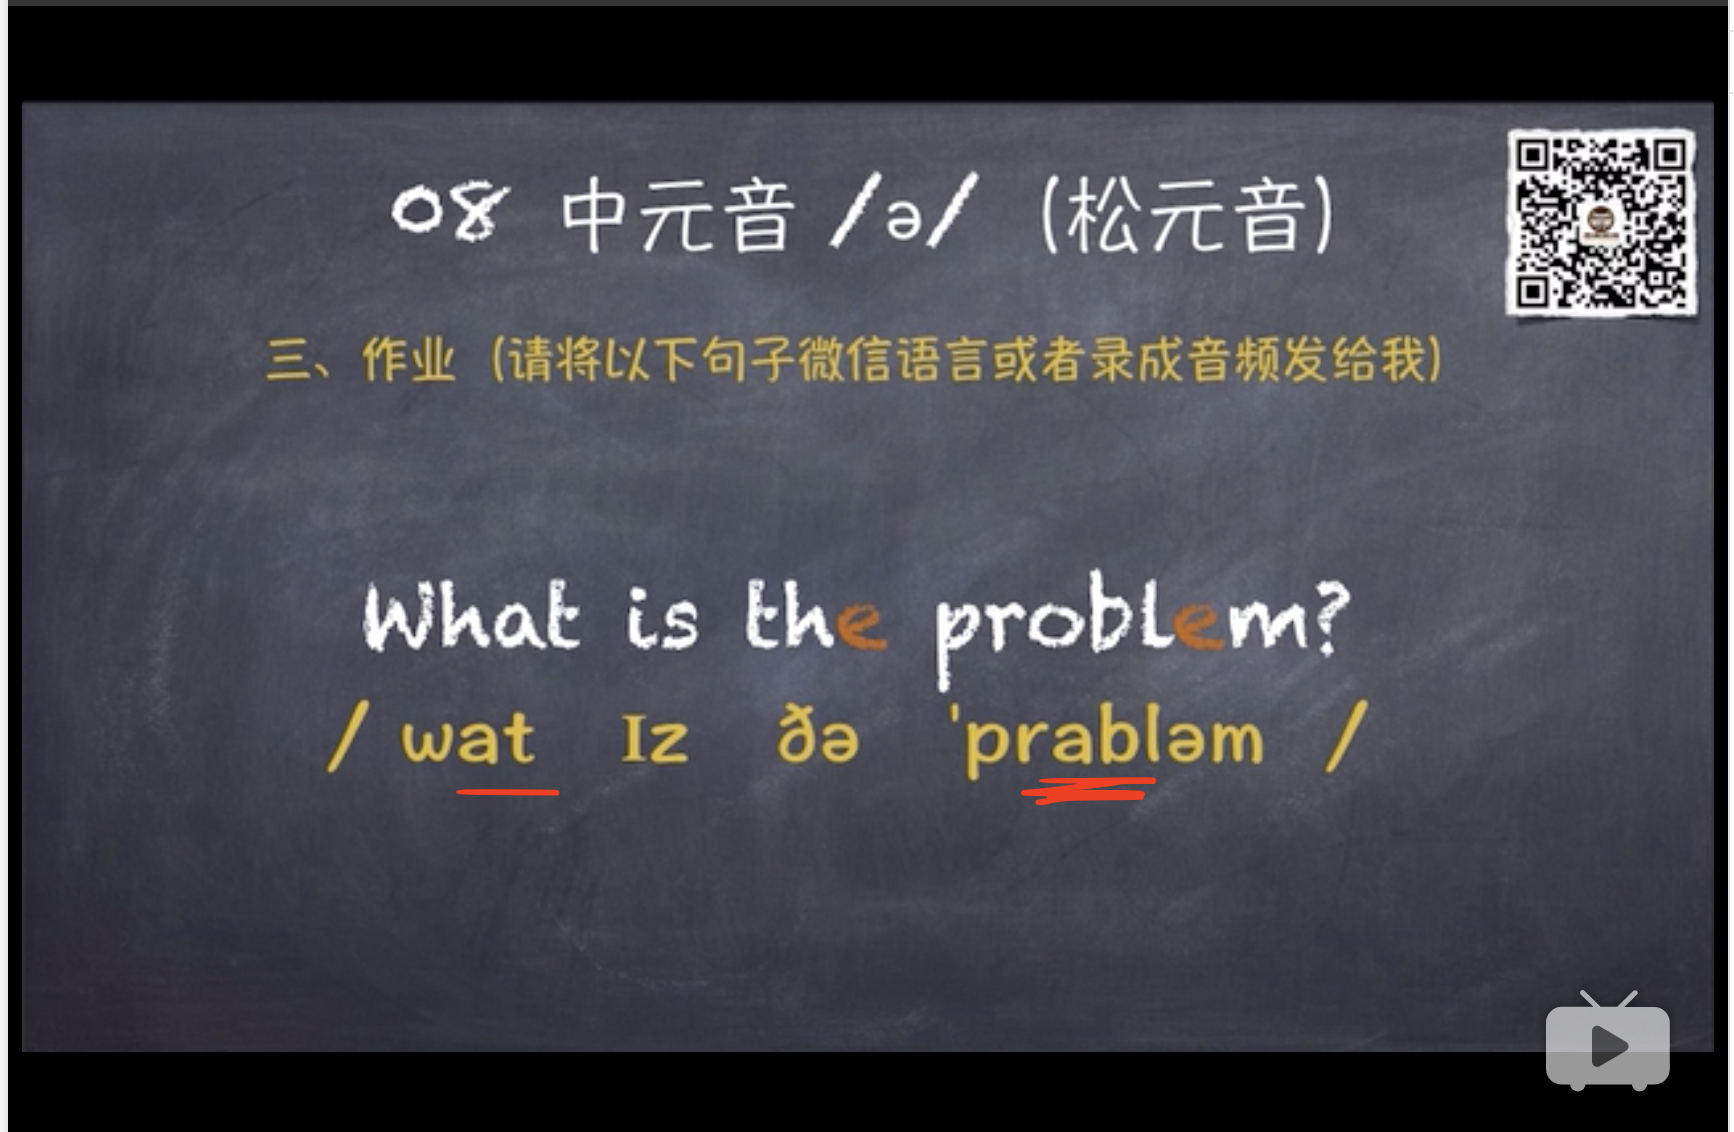 08 中元音 /ə/ (松元音)
三、作业 (请将以下句子微信语言或者录成音频发给我)
What is the problem?
/ wat ɪz ðə ˈprabləm /